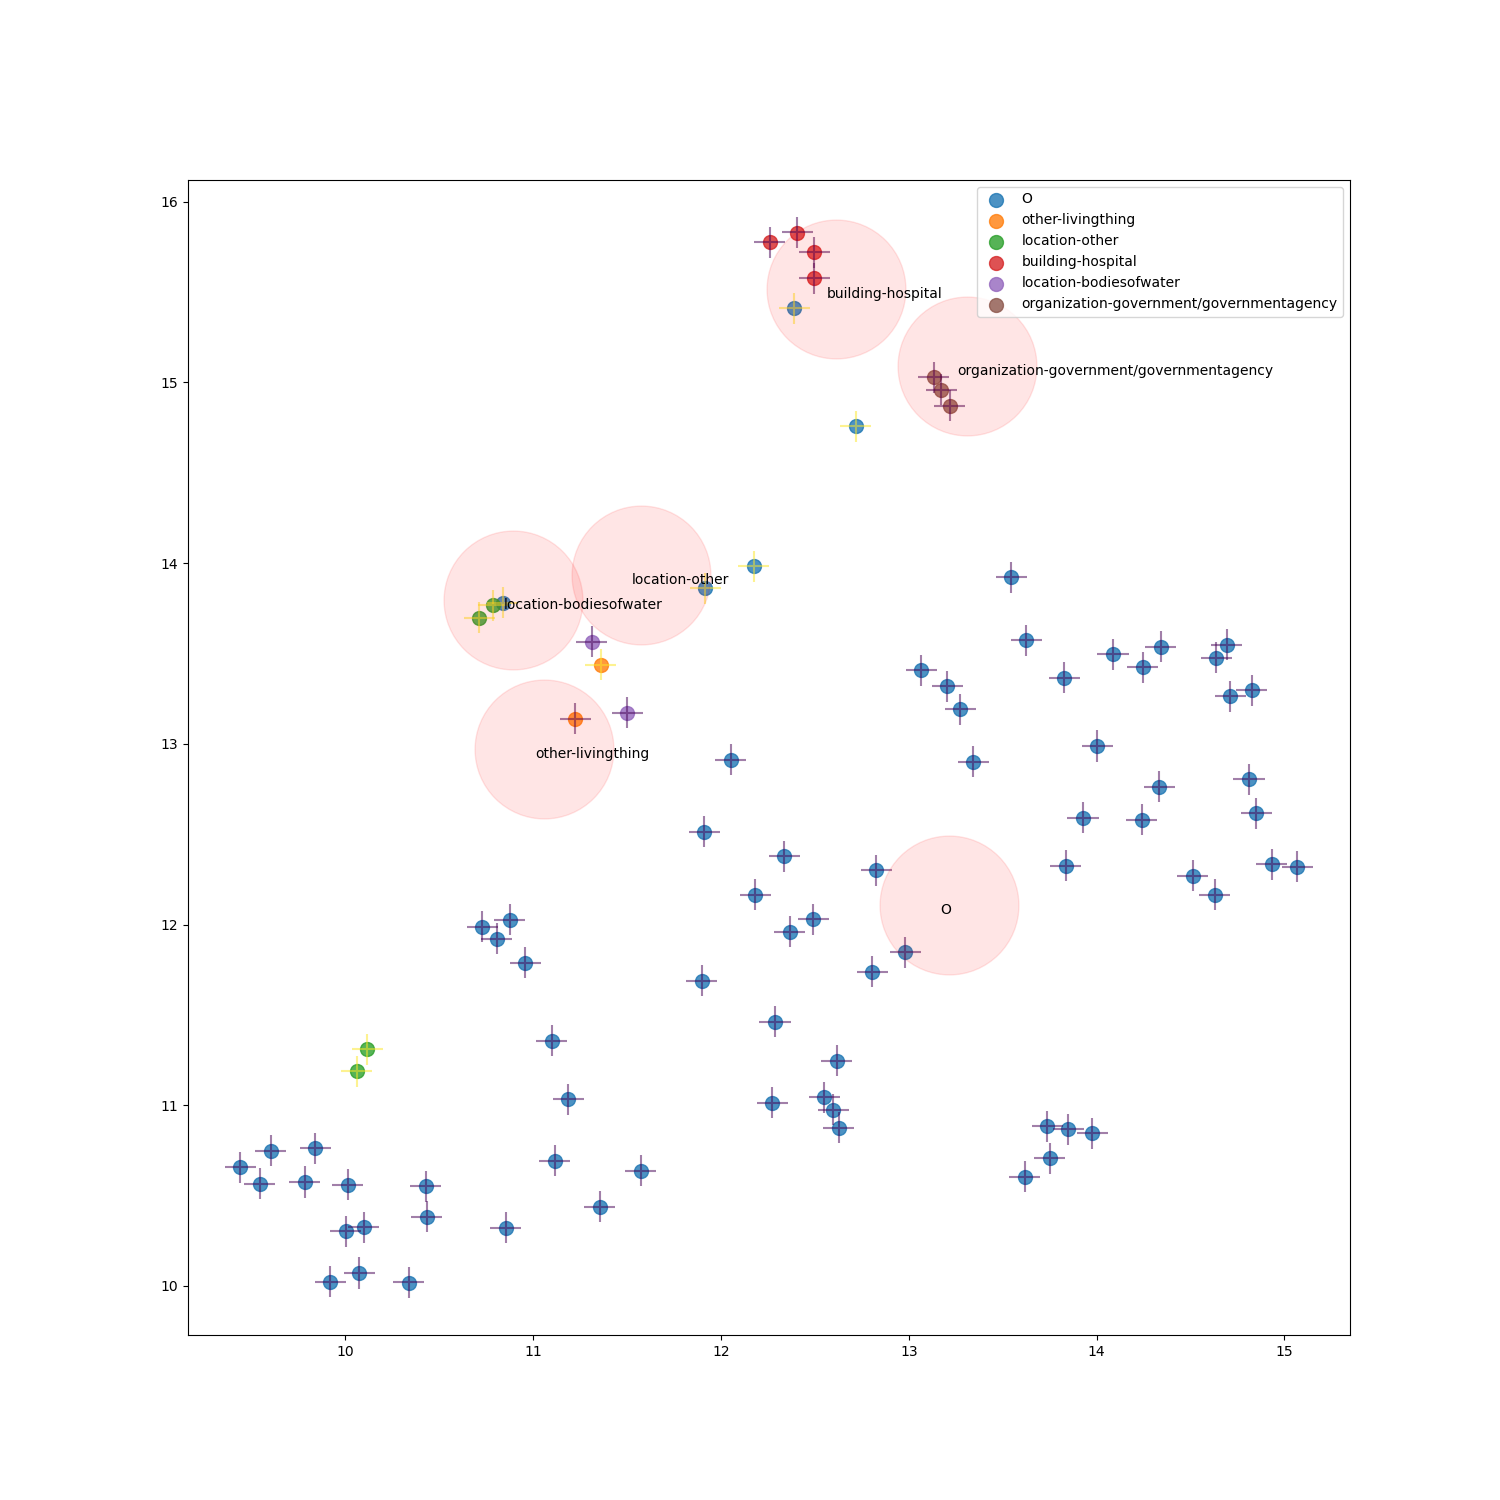 16
15
14
13
12
11
10
O
other-livingthing
location-other
building-hospital
location-bodiesofwater
organization-government/governmentagency
building-hospital
organization-government/governmentagency
location-other
location-bodiesofwater
other-livingthing
O
10 11 12 13 14 15